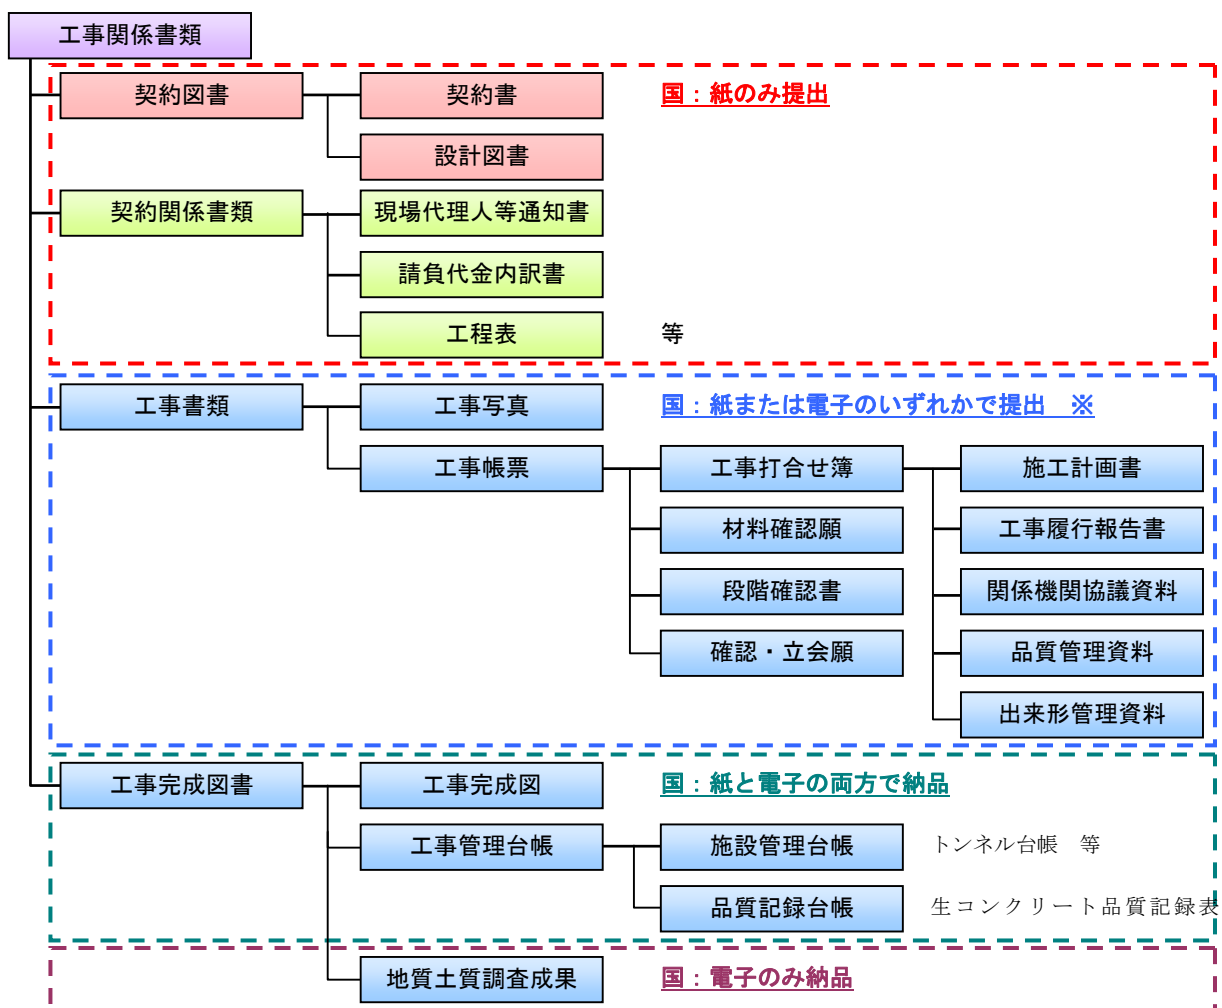 工事関係書類
契約図書 契約書 国：紙のみ提出
設計図書
契約関係書類 現場代理人等通知書
請負代金内訳書
工程表 等
工事書類 工事写真 国：紙または電子のいずれかで提出　※
工事帳票 工事打合せ簿 施工計画書
材料確認願 工事履行報告書
段階確認書 関係機関協議資料
確認・立会願 品質管理資料
出来形管理資料
工事完成図書 工事完成図 国：紙と電子の両方で納品
工事管理台帳 施設管理台帳 トンネル台帳　等
品質記録台帳 生コンクリート品質記録表
地質土質調査成果 国：電子のみ納品